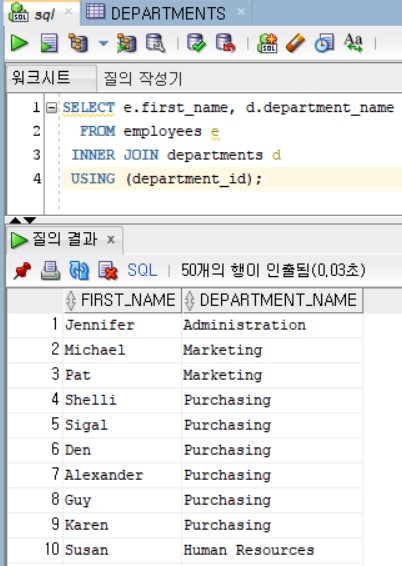 sql DEPARTMENTS
SQL
워크시트 질의 작성기
1 SELECT e.first_name, d.department_name
2 FROM employees e
3 INNER JOIN departments d
4 USING (department_id);
질의 결과 x
SQL | 50개의 행이 인출됨(0,03초)
FIRST_NAME DEPARTMENT_NAME
1 Jennifer Administration
2 Michael Marketing
3 Pat Marketing
4 Shelli Purchasing
5 Sigal Purchasing
6 Den Purchasing
7 Alexander Purchasing
8 Guy Purchasing
9 Karen Purchasing
10 Susan Human Resources